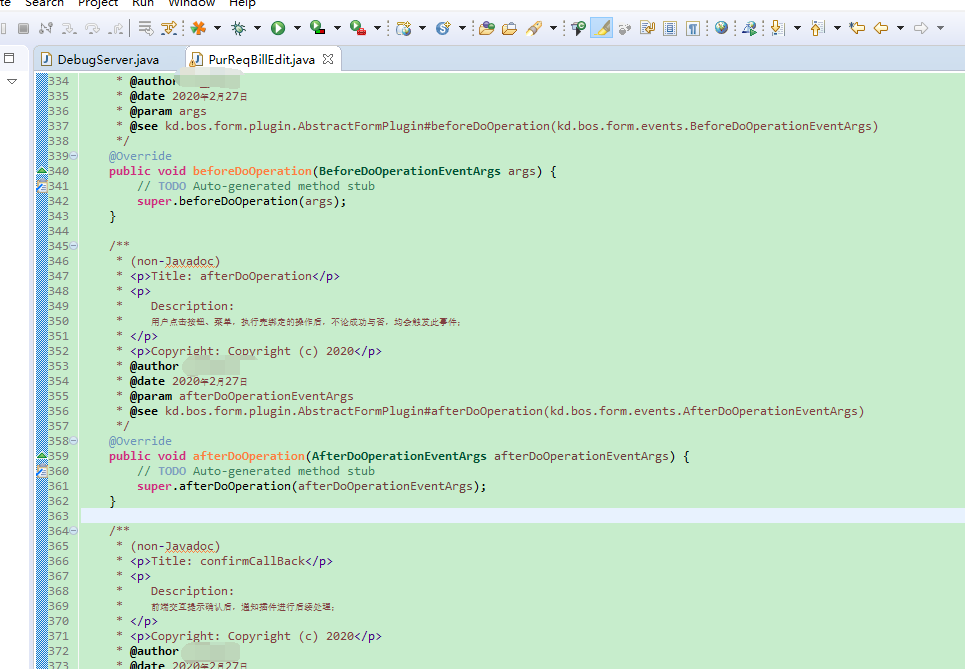 Search Project Run Window Help
DebugServer.java PurReqBillEdit.java
334 * @author
335 * @date 2020年2月27日
336 * @param args
337 * @see kd.bos.form.plugin.AbstractFormPlugin#beforeDoOperation(kd.bos.form.events.BeforeDoOperationEventArgs)
338 */
339 @Override
340 public void beforeDoOperation(BeforeDoOperationEventArgs args) {
341 // TODO Auto-generated method stub
342 super.beforeDoOperation(args);
343 }
344
345 /**
346 * (non-Javadoc)
347 * <p>Title: afterDoOperation</p>
348 * <p>
349 * Description:
350 * 用户点击按钮、菜单，执行完绑定的操作后，不论成功与否，均会触发此事件；
351 * </p>
352 * <p>Copyright: Copyright (c) 2020</p>
353 * @author
354 * @date 2020年2月27日
355 * @param afterDoOperationEventArgs
356 * @see kd.bos.form.plugin.AbstractFormPlugin#afterDoOperation(kd.bos.form.events.AfterDoOperationEventArgs)
357 */
358 @Override
359 public void afterDoOperation(AfterDoOperationEventArgs afterDoOperationEventArgs) {
360 // TODO Auto-generated method stub
361 super.afterDoOperation(afterDoOperationEventArgs);
362 }
363
364 /**
365 * (non-Javadoc)
366 * <p>Title: confirmCallBack</p>
367 * <p>
368 * Description:
369 * 前端交互提示确认后，通知插件进行后续处理；
370 * </p>
371 * <p>Copyright: Copyright (c) 2020</p>
372 * @author
373 * @date 2020年2月27日